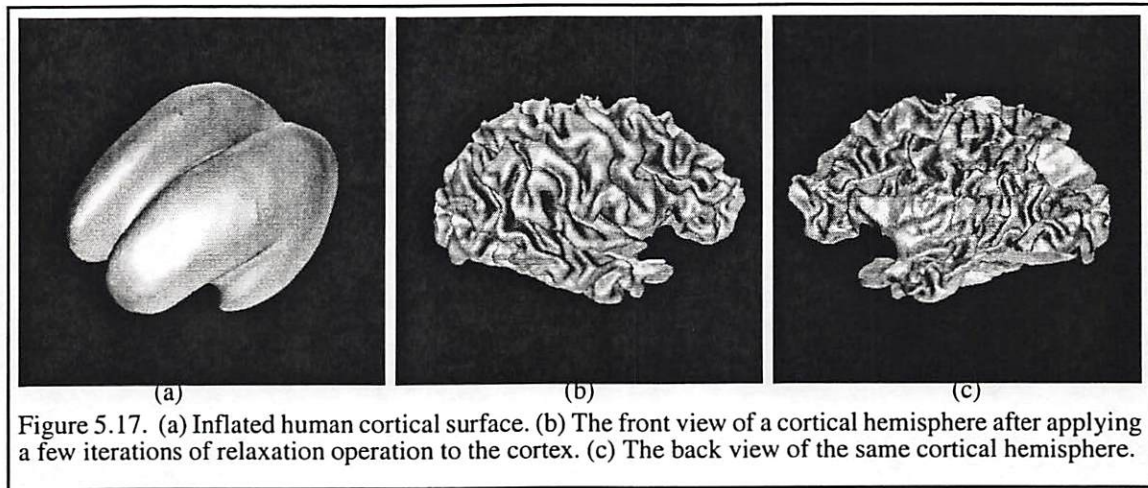 (a) (b) (c)
Figure 5.17. (a) Inflated human cortical surface. (b) The front view of a cortical hemisphere after applying
a few iterations of relaxation operation to the cortex. (c) The back view of the same cortical hemisphere.